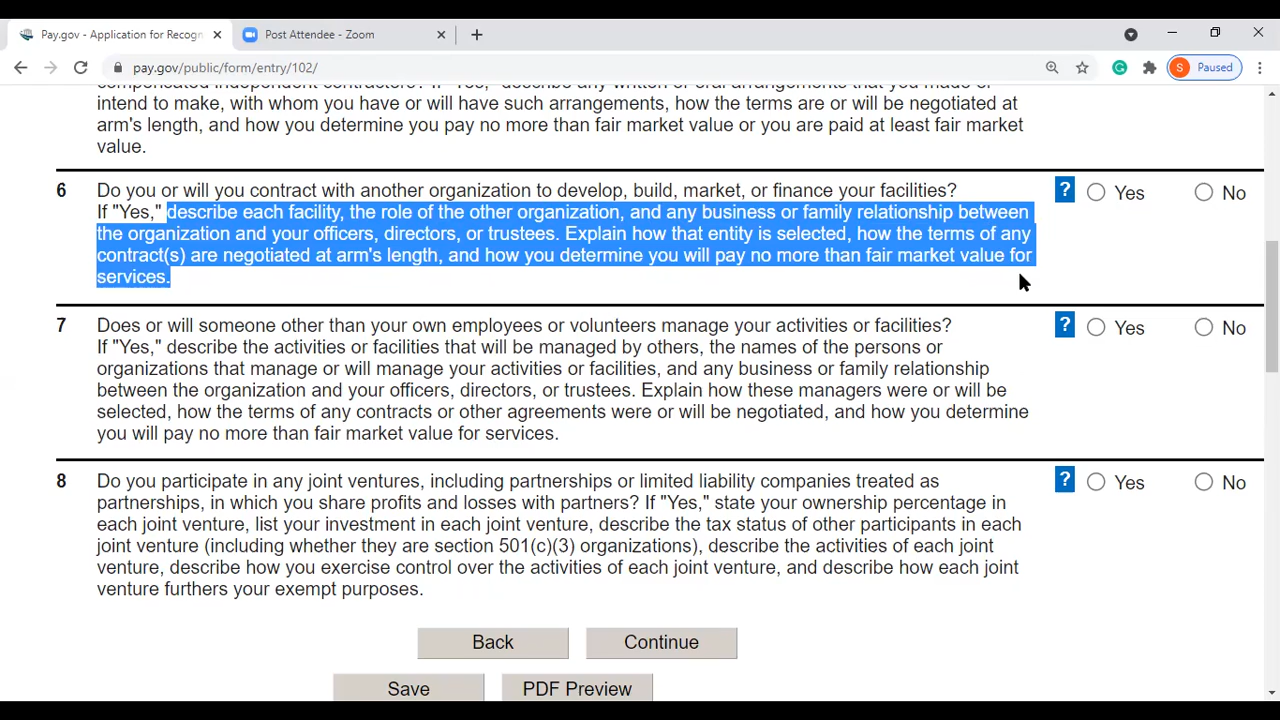 Pay.gov - Application for Recogn
Post Attendee - Zoom
pay.gov/public/form/entry/102/
S Paused
compensated independent contractors? If "Yes," describe any written or oral arrangements that you made or
intend to make, with whom you have or will have such arrangements, how the terms are or will be negotiated at
arm's length, and how you determine you pay no more than fair market value or you are paid at least fair market
value.
6 Do you or will you contract with another organization to develop, build, market, or finance your facilities? ? Yes No
If "Yes," describe each facility, the role of the other organization, and any business or family relationship between
the organization and your officers, directors, or trustees. Explain how that entity is selected, how the terms of any
contract(s) are negotiated at arm's length, and how you determine you will pay no more than fair market value for
services.
7 Does or will someone other than your own employees or volunteers manage your activities or facilities? ? Yes No
If "Yes," describe the activities or facilities that will be managed by others, the names of the persons or
organizations that manage or will manage your activities or facilities, and any business or family relationship
between the organization and your officers, directors, or trustees. Explain how these managers were or will be
selected, how the terms of any contracts or other agreements were or will be negotiated, and how you determine
you will pay no more than fair market value for services.
8 Do you participate in any joint ventures, including partnerships or limited liability companies treated as ? Yes No
partnerships, in which you share profits and losses with partners? If "Yes," state your ownership percentage in
each joint venture, list your investment in each joint venture, describe the tax status of other participants in each
joint venture (including whether they are section 501(c)(3) organizations), describe the activities of each joint
venture, describe how you exercise control over the activities of each joint venture, and describe how each joint
venture furthers your exempt purposes.
Back Continue
Save PDF Preview